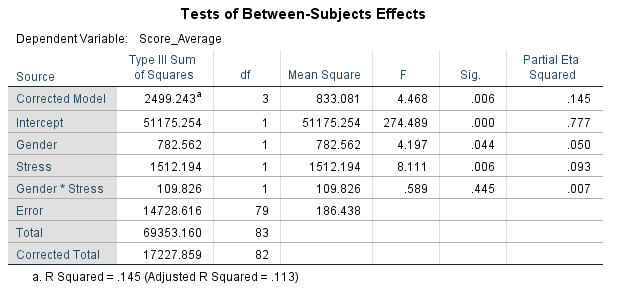 Tests of Between-Subjects Effects
Dependent Variable: Score_Average
Source Type III Sum of Squares df Mean Square F Sig. Partial Eta Squared
Corrected Model 2499.243a 3 833.081 4.468 .006 .145
Intercept 51175.254 1 51175.254 274.489 .000 .777
Gender 782.562 1 782.562 4.197 .044 .050
Stress 1512.194 1 1512.194 8.111 .006 .093
Gender * Stress 109.826 1 109.826 .589 .445 .007
Error 14728.616 79 186.438
Total 69353.160 83
Corrected Total 17227.859 82
a. R Squared = .145 (Adjusted R Squared = .113)